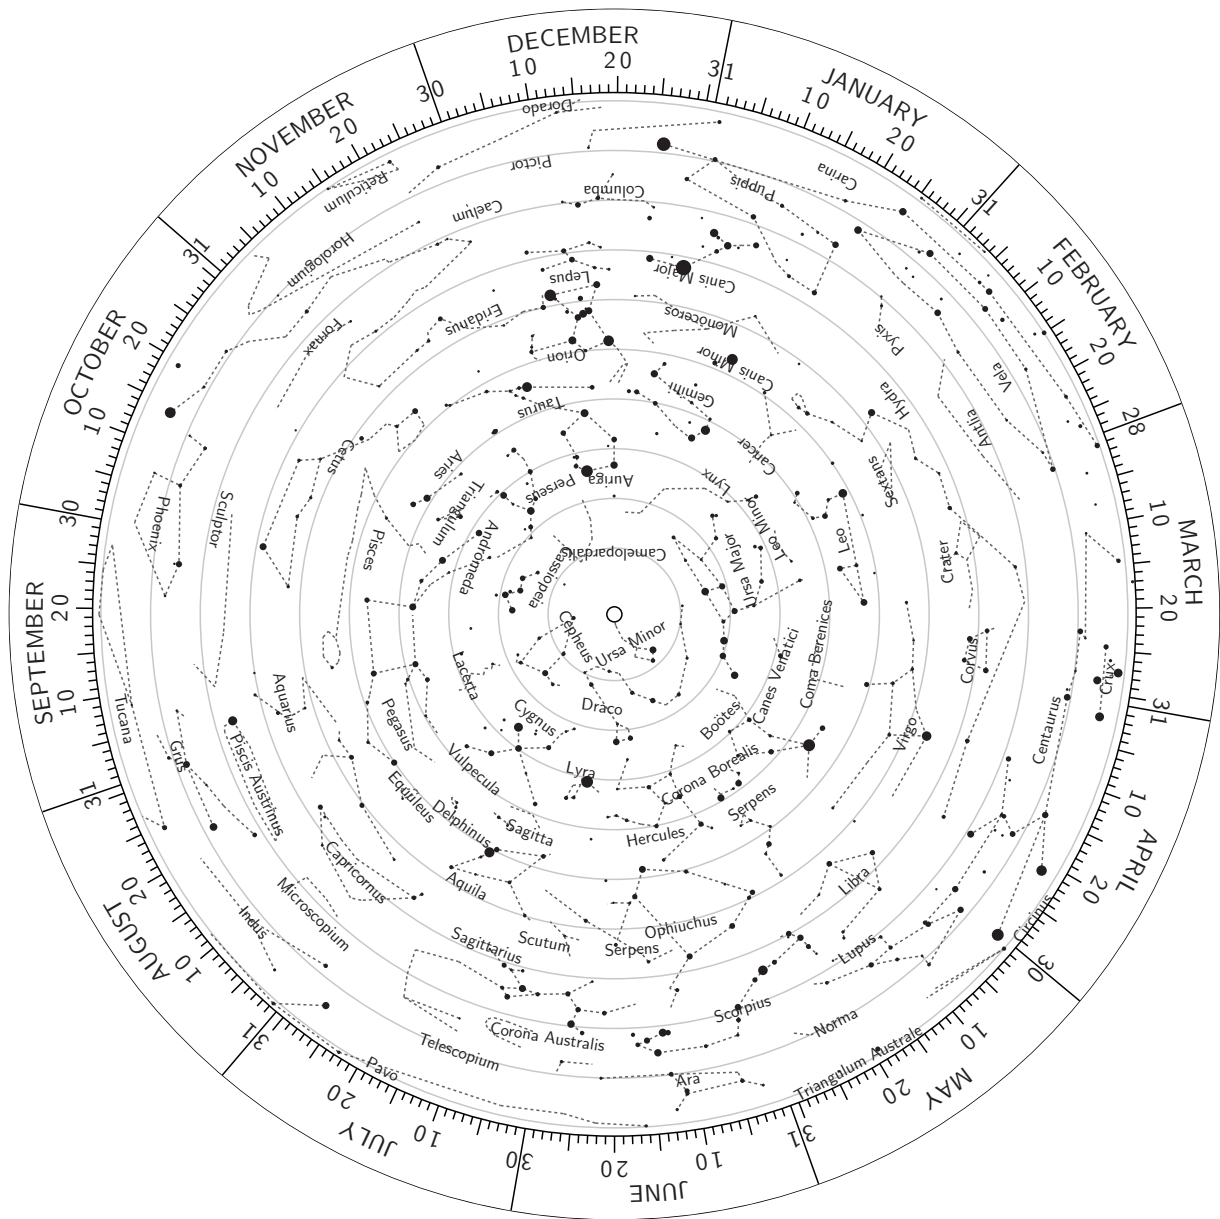 DECEMBER
10 20 31
JANUARY
10 20 31
FEBRUARY
10 20 28
MARCH
10 20 31
APRIL
10 20 30
MAY
10 20 31
JUNE
10 20 30
JULY
10 20 31
AUGUST
10 20 31
SEPTEMBER
10 20 30
OCTOBER
10 20 31
NOVEMBER
10 20 30
Dorado
Pictor
Reticulum
Columba
Puppis
Carina
Caelum
Horologium
Lepus
Canis Major
Eridanus
Monoceros
Fornax
Orion
Canis Minor
Pyxis
Vela
Taurus
Gemini
Hydra
Antlia
Cetus
Aries
Cancer
Perseus
Auriga
Lynx
Sextans
Triangulum
Leo Minor
Phoenix
Sculptor
Pisces
Andromeda
Cassiopeia
Camelopardalis
Ursa Major
Leo
Crater
Cepheus
Ursa Minor
Coma Berenices
Canes Venatici
Corvus
Crux
Lacerta
Draco
Tucana
Aquarius
Pegasus
Cygnus
Boötes
Virgo
Centaurus
Grus
Piscis Austrinus
Equuleus
Vulpecula
Lyra
Corona Borealis
Delphinus
Sagitta
Hercules
Serpens
Capricornus
Aquila
Libra
Microscopium
Indus
Sagittarius
Scutum
Serpens
Ophiuchus
Lupus
Circinus
Corona Australis
Scorpius
Norma
Telescopium
Pavo
Ara
Triangulum Australe